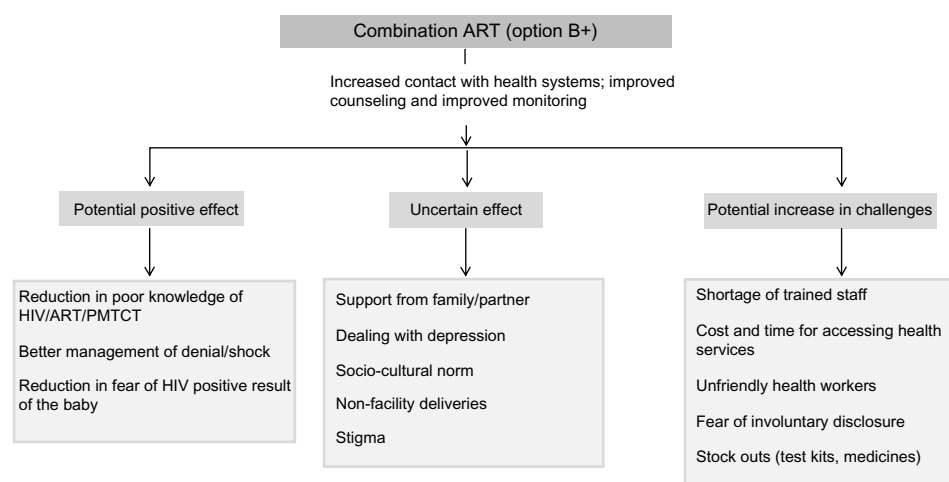 Combination ART (option B+)
Increased contact with health systems; improved
counseling and improved monitoring
Potential positive effect
Uncertain effect
Potential increase in challenges
Reduction in poor knowledge of
HIV/ART/PMTCT
Better management of denial/shock
Reduction in fear of HIV positive result
of the baby
Support from family/partner
Dealing with depression
Socio-cultural norm
Non-facility deliveries
Stigma
Shortage of trained staff
Cost and time for accessing health
services
Unfriendly health workers
Fear of involuntary disclosure
Stock outs (test kits, medicines)